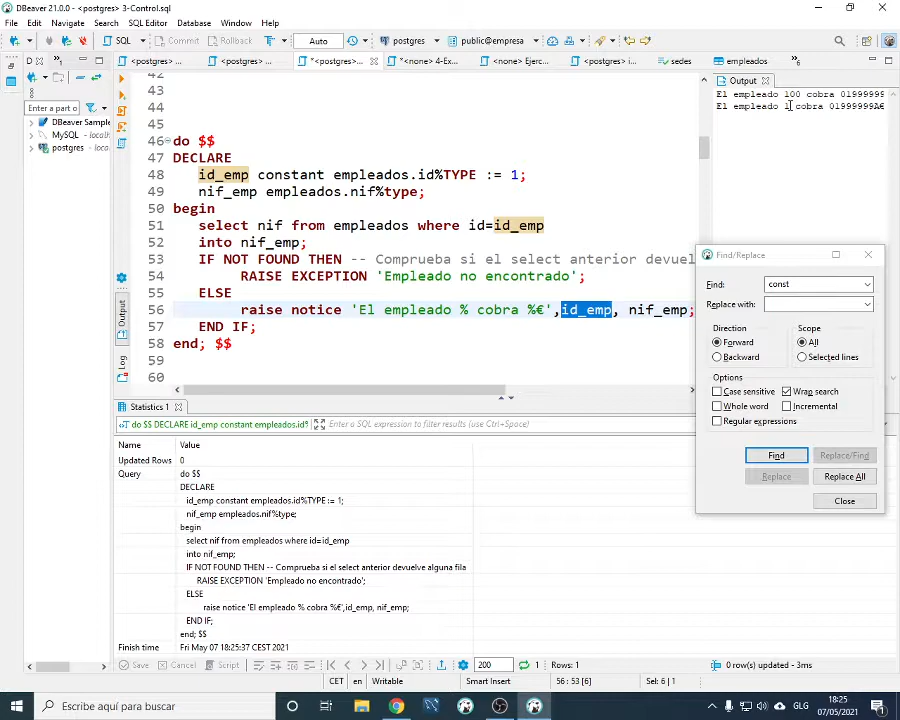 DBeaver 21.0.0 - <postgres> 3-Control.sql
File Edit Navigate Search SQL Editor Database Window Help
SQL Commit Rollback T Auto postgres public@empresa
D »₁ <postgres> ... <postgres> ... *<postgres>... *<none> 4-Ex... <none> Ejerc... <postgres> i... sedes empleados »₆
Enter a part o
DBeaver Sample
MySQL
postgres
Output
Log
42
43
44
45
46 do $$
47 DECLARE
48 id_emp constant empleados.id%TYPE := 1;
49 nif_emp empleados.nif%type;
50 begin
51 select nif from empleados where id=id_emp
52 into nif_emp;
53 IF NOT FOUND THEN -- Comprueba si el select anterior devuel
54 RAISE EXCEPTION 'Empleado no encontrado';
55 ELSE
56 raise notice 'El empleado % cobra %€',id_emp, nif_emp;
57 END IF;
58 end; $$
59
60
Output
El empleado 100 cobra 01999999
El empleado 1 cobra 01999999A€
Find/Replace
Find: const
Replace with:
Direction
Forward
Backward
Scope
All
Selected lines
Options
Case sensitive Wrap search
Whole word Incremental
Regular expressions
Find Replace/Find
Replace Replace All
Close
Statistics 1
do $$ DECLARE id_emp constant empleados.id% Enter a SQL expression to filter results (use Ctrl+Space)
Name Value
Updated Rows 0
Query do $$
DECLARE
id_emp constant empleados.id%TYPE := 1;
nif_emp empleados.nif%type;
begin
select nif from empleados where id=id_emp
into nif_emp;
IF NOT FOUND THEN -- Comprueba si el select anterior devuelve alguna fila
RAISE EXCEPTION 'Empleado no encontrado';
ELSE
raise notice 'El empleado % cobra %€',id_emp, nif_emp;
END IF;
end; $$
Finish time Fri May 07 18:25:37 CEST 2021
Save Cancel Script 200 1 Rows: 1 0 row(s) updated - 3ms
CET en Writable Smart Insert 56 : 53 [6] Sel: 6 | 1
Escribe aquí para buscar
GLG
18:25
07/05/2021
1